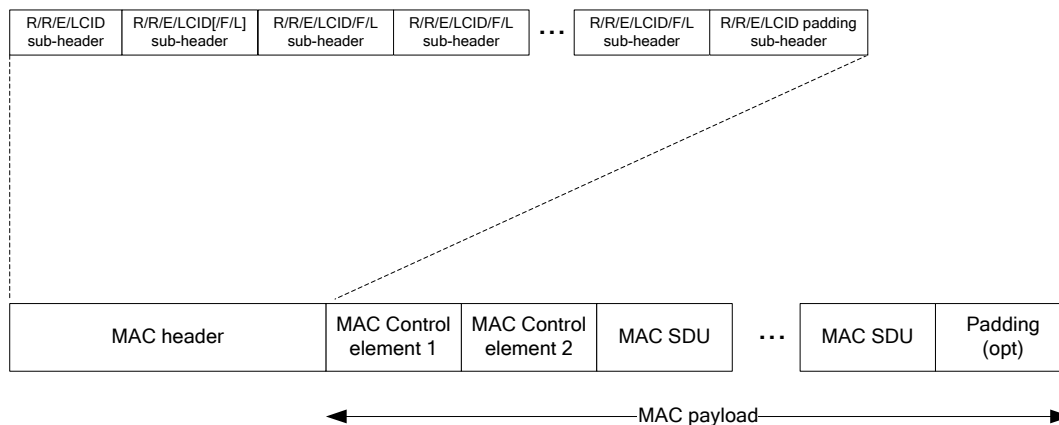 R/R/E/LCID R/R/E/LCID[/F/L] R/R/E/LCID/F/L R/R/E/LCID/F/L ... R/R/E/LCID/F/L R/R/E/LCID padding
sub-header sub-header sub-header sub-header sub-header sub-header
MAC header MAC Control MAC Control MAC SDU ... MAC SDU Padding
element 1 element 2 (opt)
MAC payload